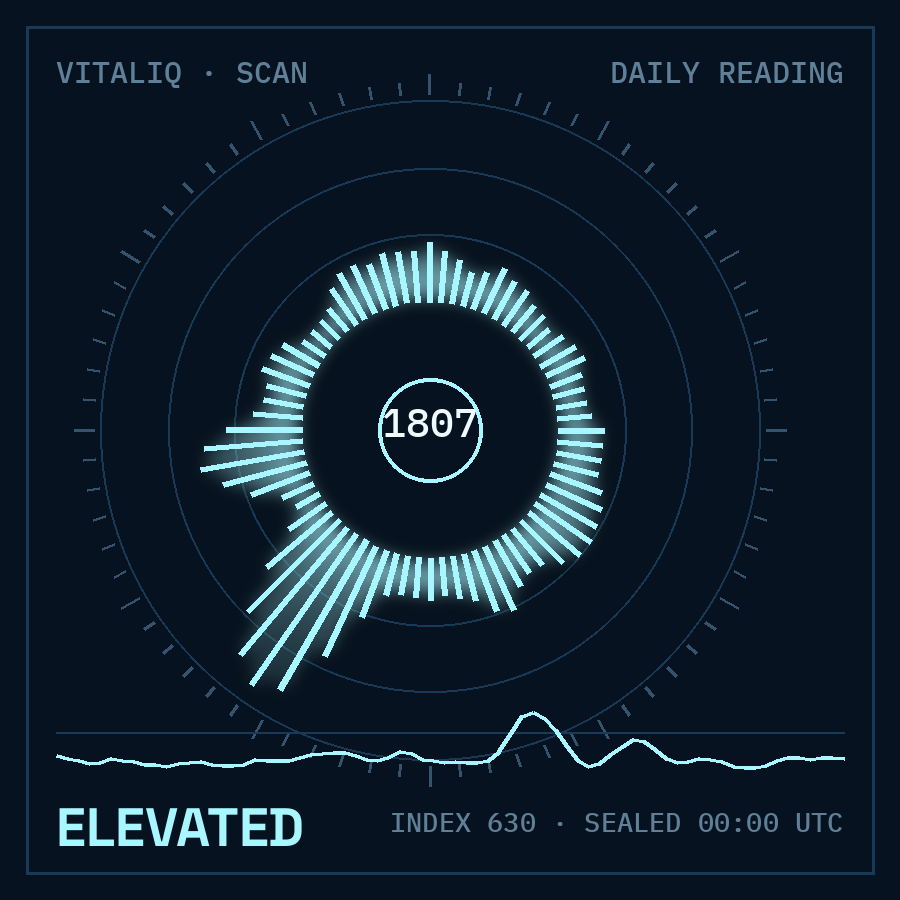 VITALIQ · SCAN
DAILY READING
1807
ELEVATED
INDEX 630 · SEALED 00:00 UTC